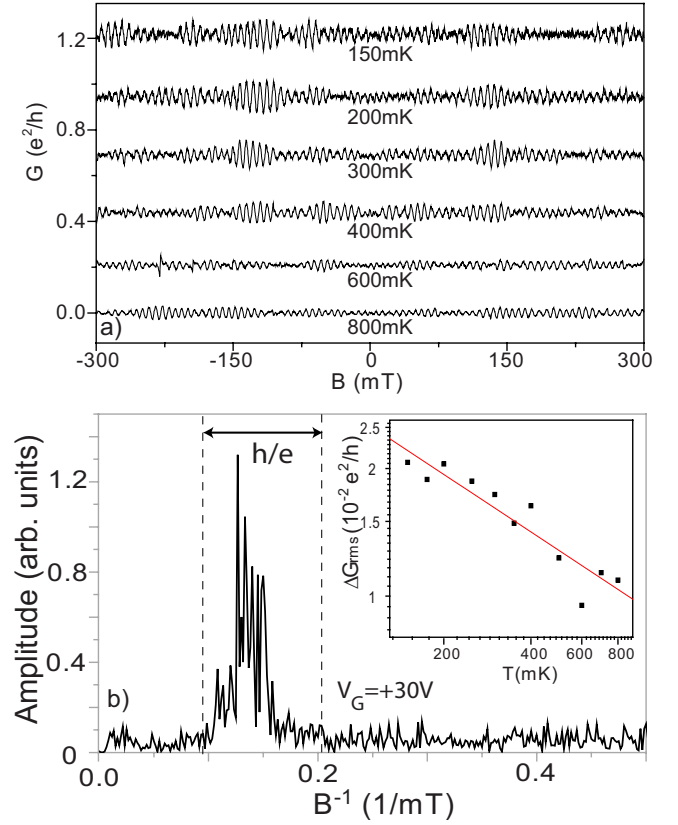 1.2
150mK
200mK
0.8
G (e²/h)
300mK
0.4
400mK
600mK
0.0
a)
800mK
-300 -150 0 150 300
B (mT)
h/e
Amplitude (arb. units)
1.2
0.8
0.4
0
b)
V_G=+30V
0.0 0.2 0.4
B⁻¹ (1/mT)
2.5
2
1.5
1
ΔGrms (10⁻² e²/h)
200 400 600 800
T(mK)